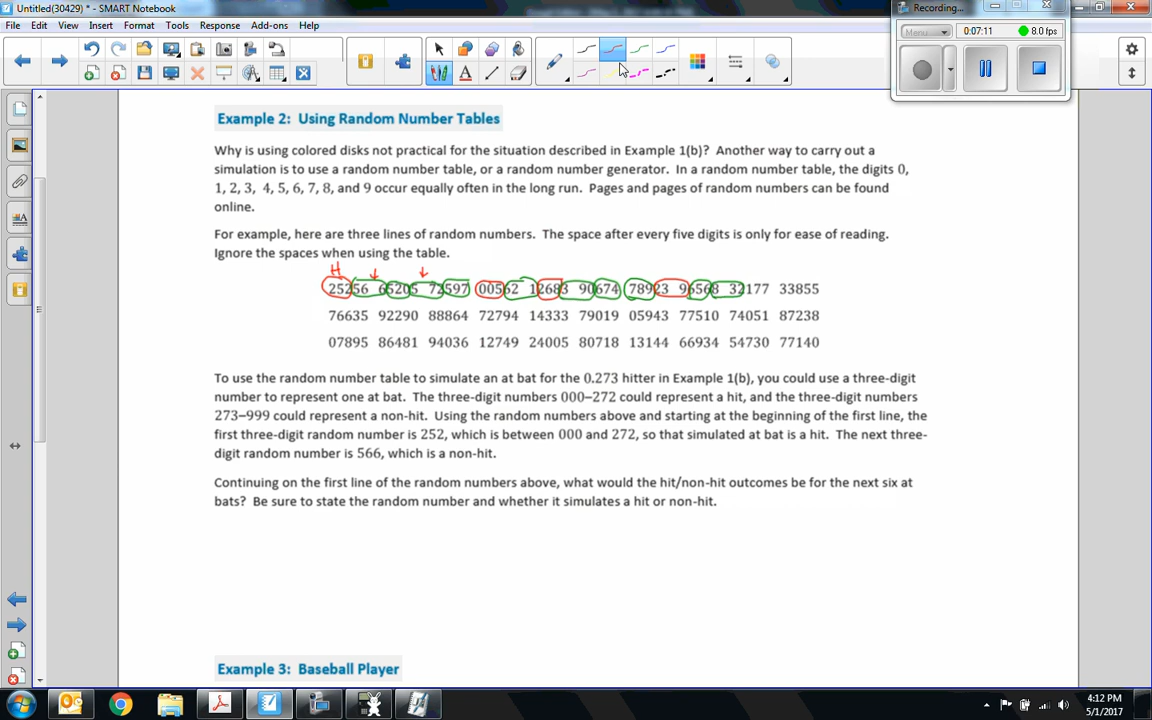 Untitled(30429) * - SMART Notebook
Recording...
File Edit View Insert Format Tools Response Add-ons Help
Menu 0:07:11 8.0 fps
Example 2: Using Random Number Tables
Why is using colored disks not practical for the situation described in Example 1(b)? Another way to carry out a
simulation is to use a random number table, or a random number generator. In a random number table, the digits 0,
1, 2, 3, 4, 5, 6, 7, 8, and 9 occur equally often in the long run. Pages and pages of random numbers can be found
online.
For example, here are three lines of random numbers. The space after every five digits is only for ease of reading.
Ignore the spaces when using the table.
H
25256 65205 72597 00562 12683 90674 78923 96568 32177 33855
76635 92290 88864 72794 14333 79019 05943 77510 74051 87238
07895 86481 94036 12749 24005 80718 13144 66934 54730 77140
To use the random number table to simulate an at bat for the 0.273 hitter in Example 1(b), you could use a three-digit
number to represent one at bat. The three-digit numbers 000–272 could represent a hit, and the three-digit numbers
273–999 could represent a non-hit. Using the random numbers above and starting at the beginning of the first line, the
first three-digit random number is 252, which is between 000 and 272, so that simulated at bat is a hit. The next three-
digit random number is 566, which is a non-hit.
Continuing on the first line of the random numbers above, what would the hit/non-hit outcomes be for the next six at
bats? Be sure to state the random number and whether it simulates a hit or non-hit.
Example 3: Baseball Player
4:12 PM
5/1/2017